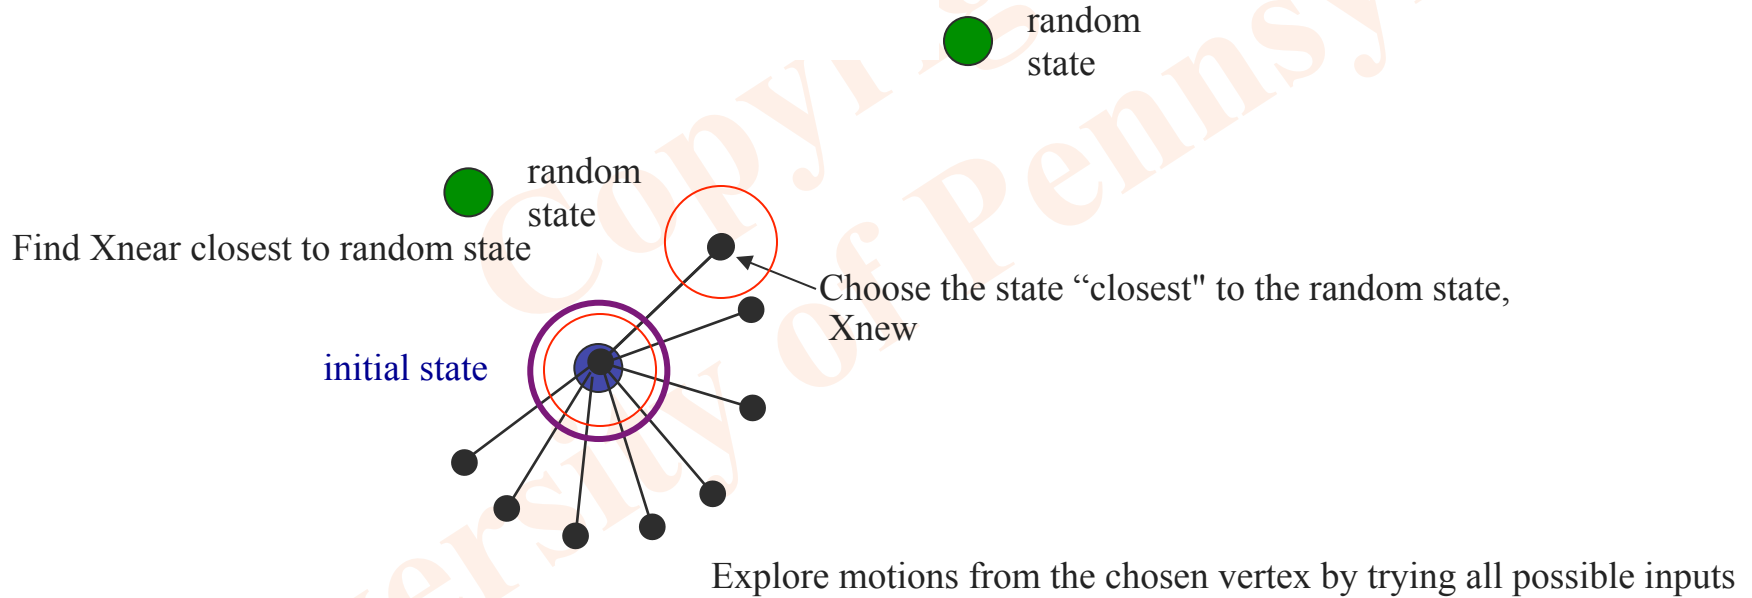 random
state
random
state
Find Xnear closest to random state
Choose the state “closest" to the random state,
Xnew
initial state
Explore motions from the chosen vertex by trying all possible inputs